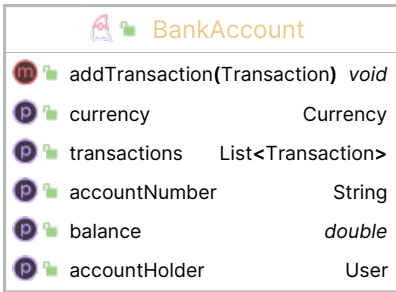 BankAccount
m addTransaction(Transaction) void
p currency Currency
p transactions List<Transaction>
p accountNumber String
p balance double
p accountHolder User